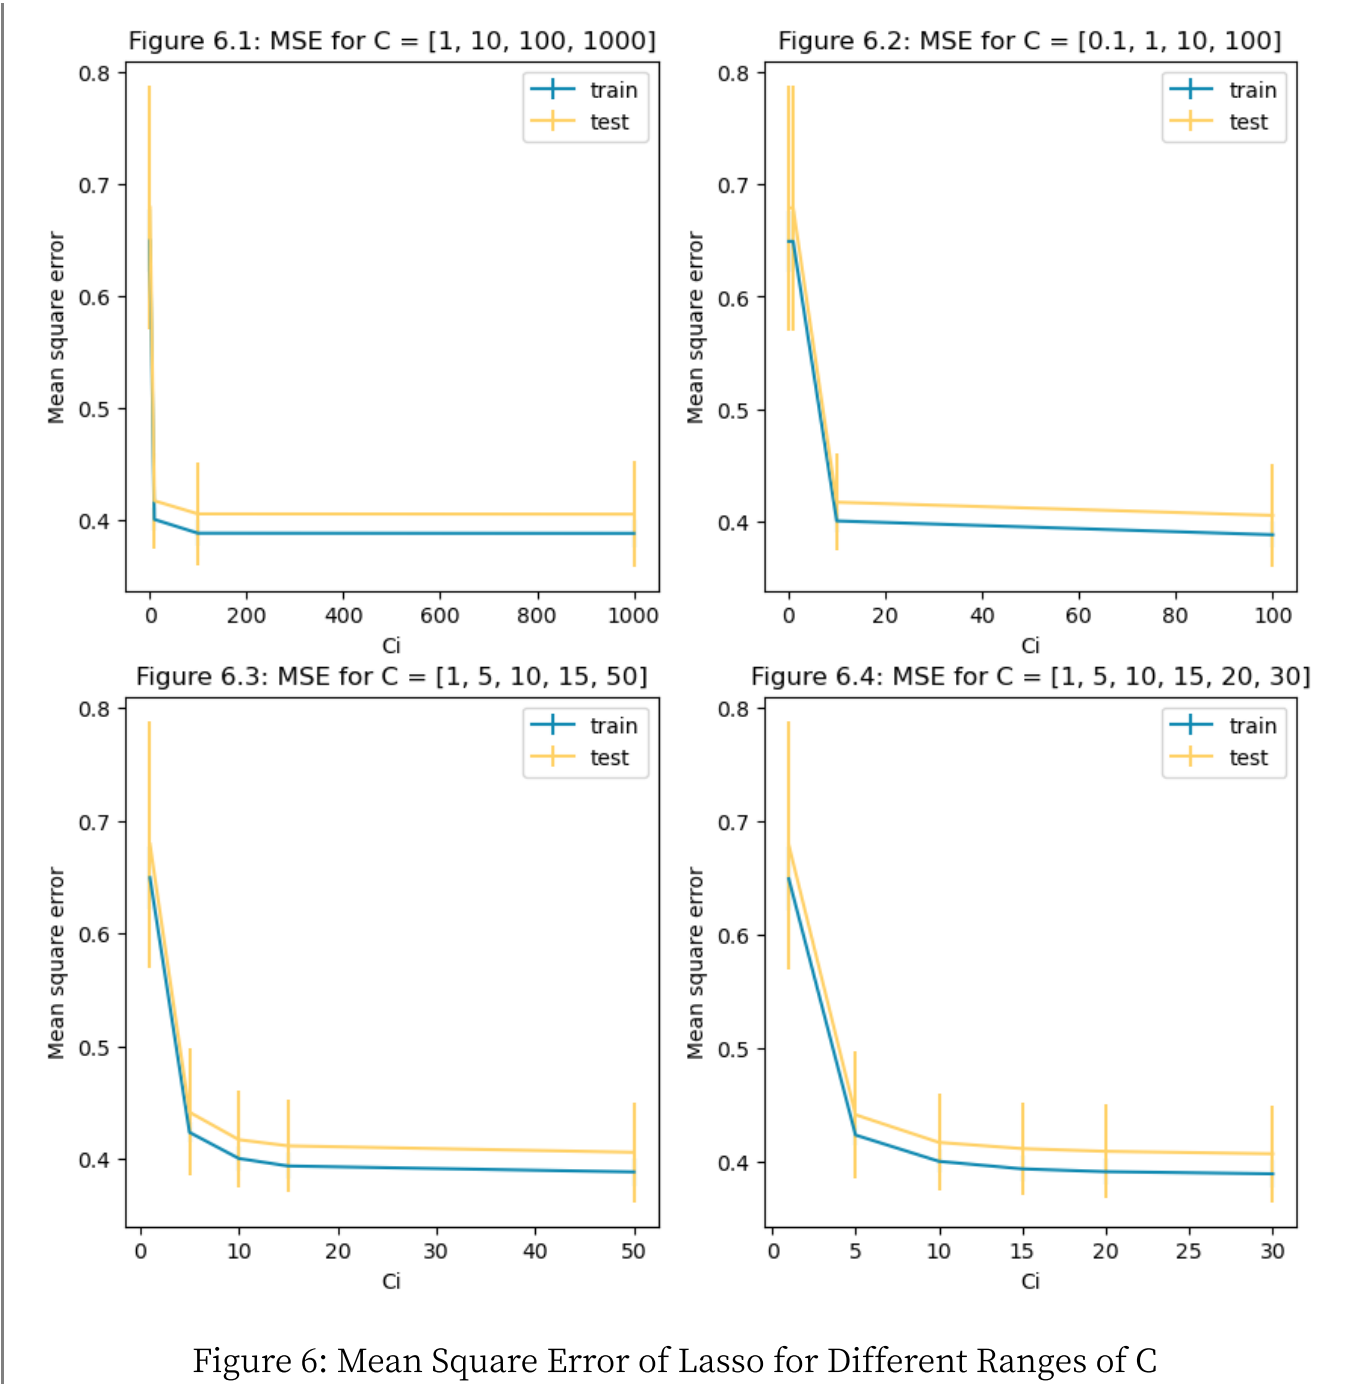 Figure 6.1: MSE for C = [1, 10, 100, 1000]
0.8
0.7
0.6
0.5
0.4
Mean square error
train
test
0 200 400 600 800 1000
Ci
Figure 6.2: MSE for C = [0.1, 1, 10, 100]
0.8
0.7
0.6
0.5
0.4
Mean square error
train
test
0 20 40 60 80 100
Ci
Figure 6.3: MSE for C = [1, 5, 10, 15, 50]
0.8
0.7
0.6
0.5
0.4
Mean square error
train
test
0 10 20 30 40 50
Ci
Figure 6.4: MSE for C = [1, 5, 10, 15, 20, 30]
0.8
0.7
0.6
0.5
0.4
Mean square error
train
test
0 5 10 15 20 25 30
Ci
Figure 6: Mean Square Error of Lasso for Different Ranges of C